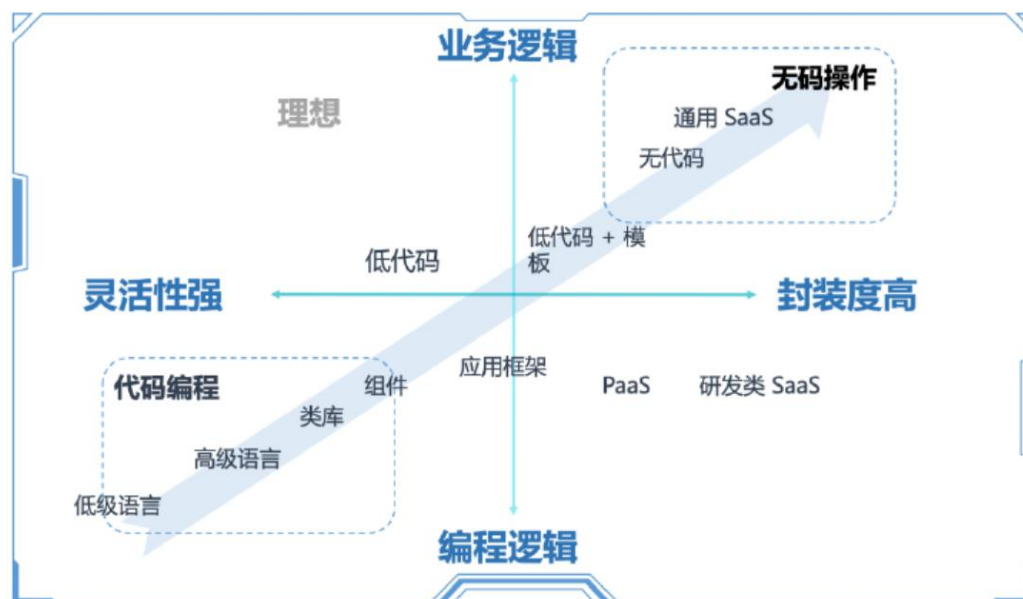 业务逻辑
无码操作
理想
通用 SaaS
无代码
低代码 + 模
板
低代码
灵活性强
封装度高
应用框架
代码编程
组件
PaaS
研发类 SaaS
类库
高级语言
低级语言
编程逻辑